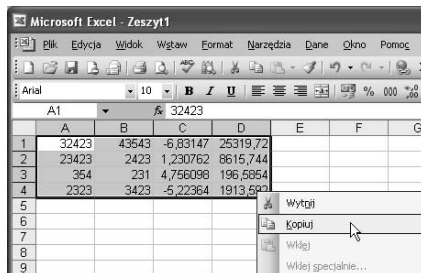 Microsoft Excel - Zeszyt1
Plik Edycja Widok Wstaw Format Narzędzia Dane Okno Pomoc
Arial 10 B I U % 000
A1 fx 32423
A B C D E F G
1 32423 43543 -6,83147 25319,72
2 23423 2423 1,230762 8615,744
3 354 231 4,756098 196,5854
4 2323 3423 -5,22364 1913,592
5 Wytnij
6 Kopiuj
7 Wklej
8
9 Wklej specjalnie...